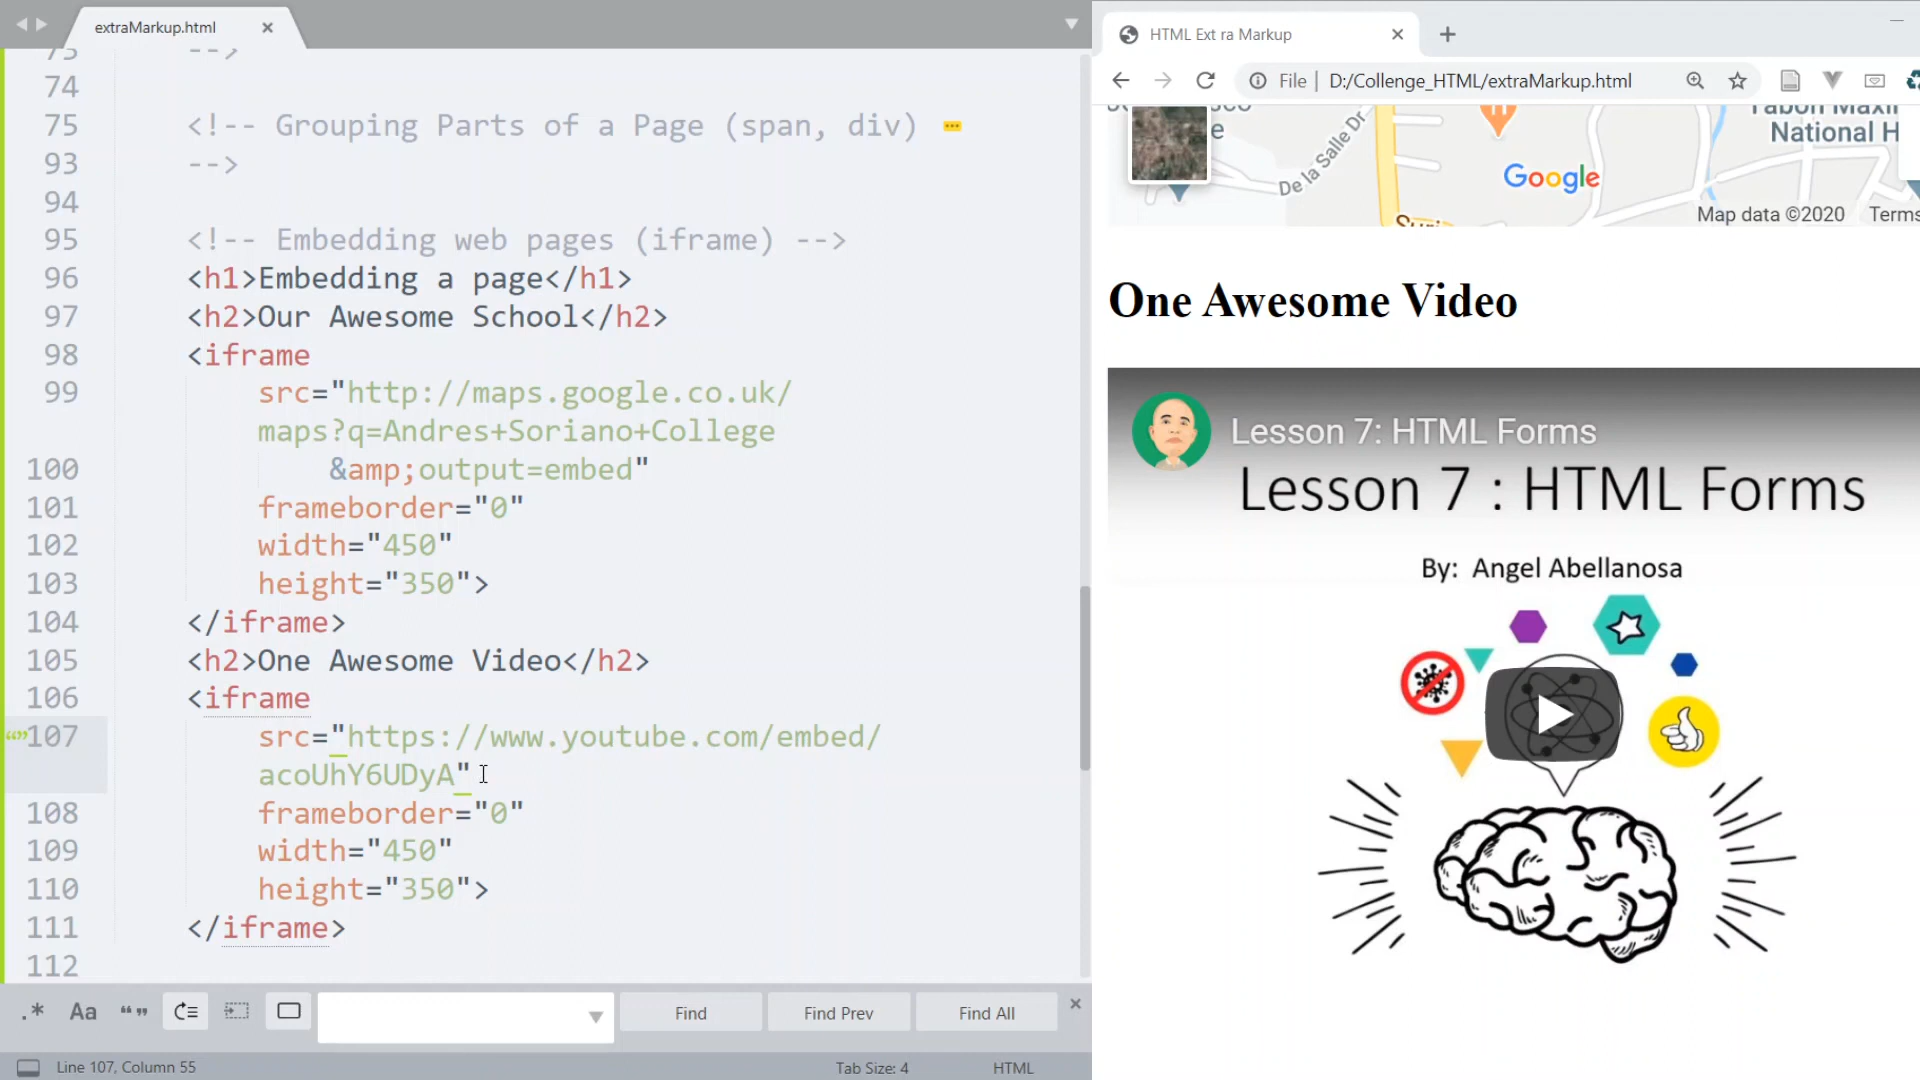 extraMarkup.html
74
75 <!-- Grouping Parts of a Page (span, div)
93 -->
94
95 <!-- Embedding web pages (iframe) -->
96 <h1>Embedding a page</h1>
97 <h2>Our Awesome School</h2>
98 <iframe
99 src="http://maps.google.co.uk/
maps?q=Andres+Soriano+College
100 &amp;output=embed"
101 frameborder="0"
102 width="450"
103 height="350">
104 </iframe>
105 <h2>One Awesome Video</h2>
106 <iframe
107 src="https://www.youtube.com/embed/
acoUhY6UDyA"
108 frameborder="0"
109 width="450"
110 height="350">
111 </iframe>
112
.* Aa “” Find Find Prev Find All
Line 107, Column 55 Tab Size: 4 HTML
HTML Ext ra Markup
File | D:/Collenge_HTML/extraMarkup.html
De la Salle Dr
National H
Google
Map data ©2020 Terms
One Awesome Video
Lesson 7: HTML Forms
Lesson 7 : HTML Forms
By: Angel Abellanosa